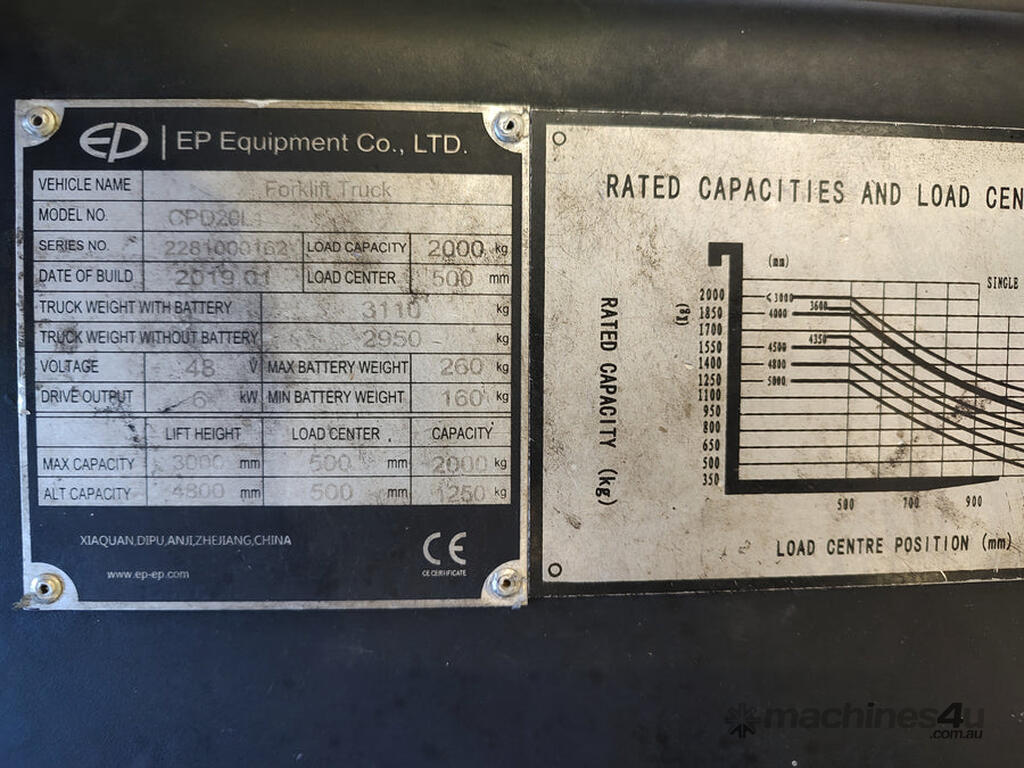 EP | EP Equipment Co., LTD.
VEHICLE NAME Forklift Truck
MODEL NO. CPD20L1
SERIES NO. 2281000162 LOAD CAPACITY 2000 kg
DATE OF BUILD 2019.01 LOAD CENTER 500 mm
TRUCK WEIGHT WITH BATTERY 3110 kg
TRUCK WEIGHT WITHOUT BATTERY 2950 kg
VOLTAGE 48 V MAX BATTERY WEIGHT 260 kg
DRIVE OUTPUT 6 kW MIN BATTERY WEIGHT 160 kg
LIFT HEIGHT LOAD CENTER . CAPACITY
MAX CAPACITY 3000 mm 500 mm 2000 kg
ALT CAPACITY 4800 mm 500 mm 1250 kg
XIAQUAN,DIPU,ANJI,ZHEJIANG,CHINA
www.ep-ep.com
CE
CE CERTIFICATE
RATED CAPACITIES AND LOAD CEN
(mm)
SINGLE
RATED CAPACITY (kg)
(kg)
2000
1850
1700
1550
1400
1250
1100
950
800
650
500
350
≤3000
3600
4000
4350
4500
4800
5000
500 700 900
LOAD CENTRE POSITION (mm)
machines4u
.com.au